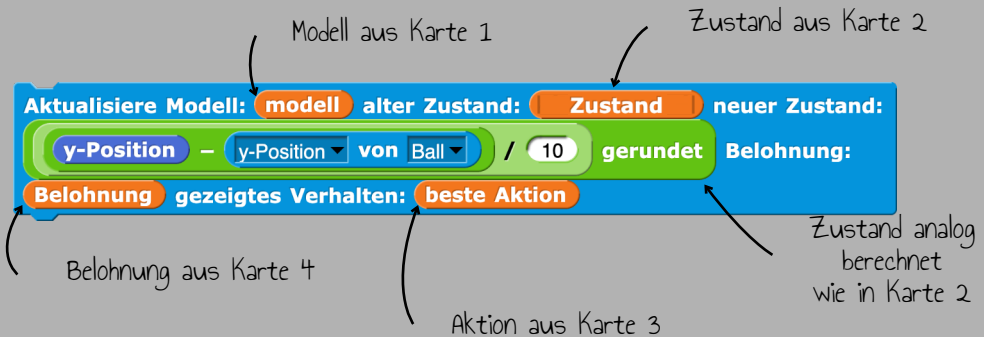 Modell aus Karte 1
Zustand aus Karte 2
Aktualisiere Modell: modell alter Zustand: Zustand neuer Zustand:
y-Position - y-Position von Ball / 10 gerundet Belohnung:
Belohnung gezeigtes Verhalten: beste Aktion
Belohnung aus Karte 4
Aktion aus Karte 3
Zustand analog
berechnet
wie in Karte 2